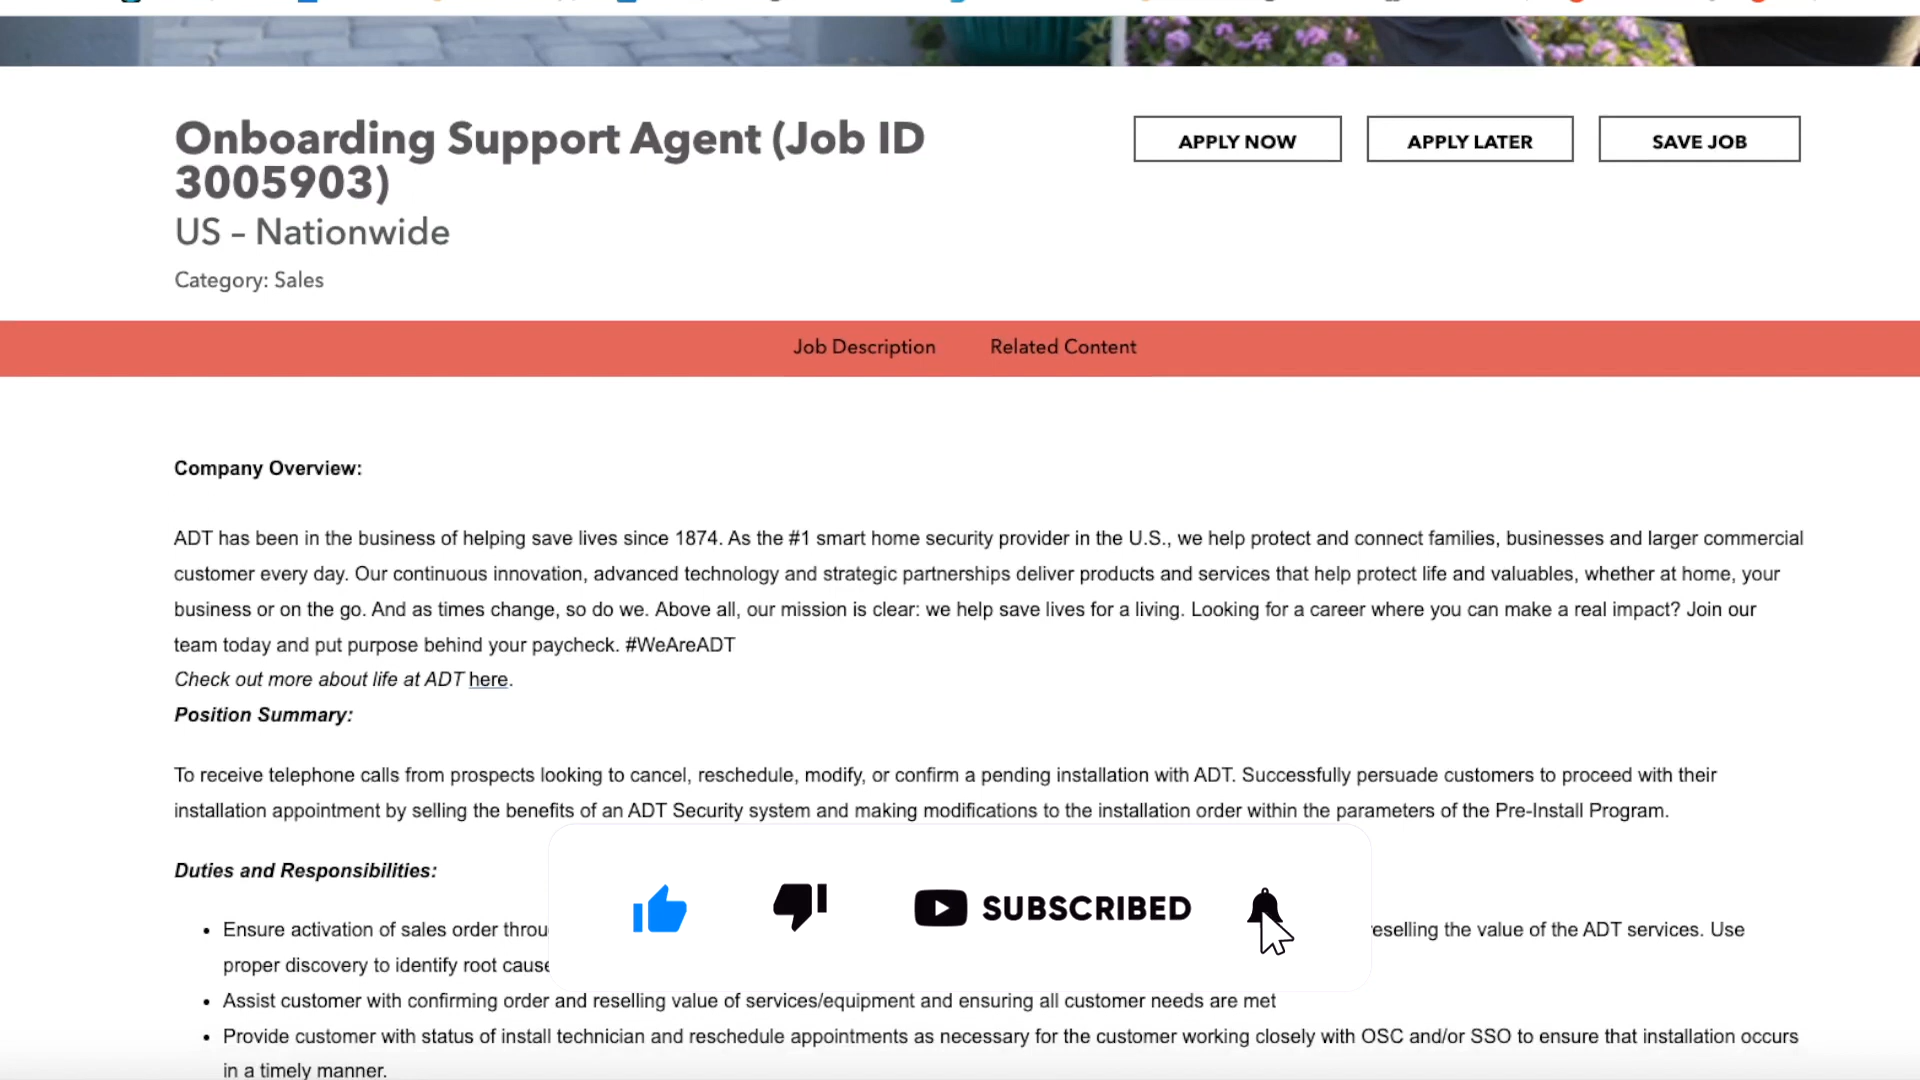 Onboarding Support Agent (Job ID
3005903)
US – Nationwide
Category: Sales
APPLY NOW
APPLY LATER
SAVE JOB
Job Description
Related Content
Company Overview:
ADT has been in the business of helping save lives since 1874. As the #1 smart home security provider in the U.S., we help protect and connect families, businesses and larger commercial
customer every day. Our continuous innovation, advanced technology and strategic partnerships deliver products and services that help protect life and valuables, whether at home, your
business or on the go. And as times change, so do we. Above all, our mission is clear: we help save lives for a living. Looking for a career where you can make a real impact? Join our
team today and put purpose behind your paycheck. #WeAreADT
Check out more about life at ADT here.
Position Summary:
To receive telephone calls from prospects looking to cancel, reschedule, modify, or confirm a pending installation with ADT. Successfully persuade customers to proceed with their
installation appointment by selling the benefits of an ADT Security system and making modifications to the installation order within the parameters of the Pre-Install Program.
Duties and Responsibilities:
• Ensure activation of sales order throu
eselling the value of the ADT services. Use
proper discovery to identify root cause
SUBSCRIBED
• Assist customer with confirming order and reselling value of services/equipment and ensuring all customer needs are met
• Provide customer with status of install technician and reschedule appointments as necessary for the customer working closely with OSC and/or SSO to ensure that installation occurs
in a timely manner.